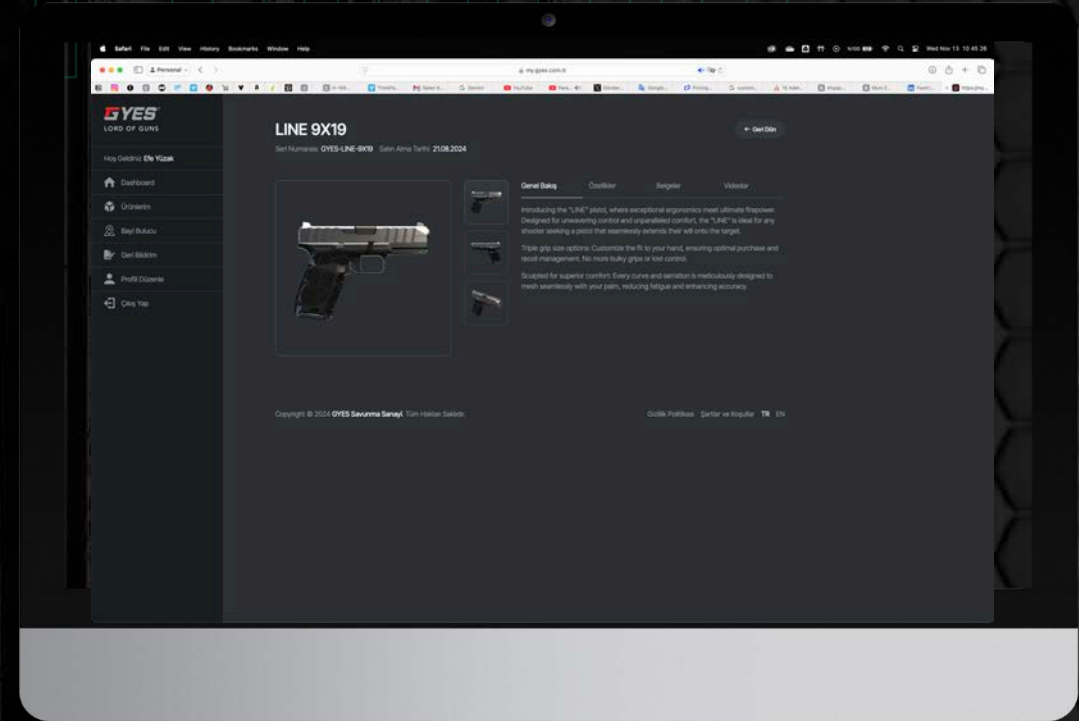 Safari File Edit View History Bookmarks Window Help
%100 Wed Nov 13 10 45 36
Personal
my.gyes.com.tr
YouTube
GYES
LORD OF GUNS
Hoş Geldiniz Efe Yüzak
Dashboard
Ürünlerim
Bayi Bulucu
Geri Bildirim
Profili Düzenle
Çıkış Yap
LINE 9X19
← Geri Dön
Seri Numarası: GYES-LINE-9X19 Satın Alma Tarihi: 21.08.2024
Genel Bakış Özellikler Belgeler Videolar
Introducing the "LINE" pistol, where exceptional ergonomics meet ultimate firepower.
Designed for unwavering control and unparalleled comfort, the "LINE" is ideal for any
shooter seeking a pistol that seamlessly extends their will onto the target.
Triple grip size options: Customize the fit to your hand, ensuring optimal purchase and
recoil management. No more bulky grips or lost control.
Sculpted for superior comfort: Every curve and serration is meticulously designed to
mesh seamlessly with your palm, reducing fatigue and enhancing accuracy.
Copyright © 2024 GYES Savunma Sanayi. Tüm Hakları Saklıdır.
Gizlilik Politikası Şartlar ve Koşullar TR EN